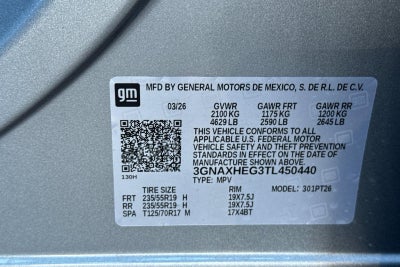 gm
MFD BY GENERAL MOTORS DE MEXICO, S. DE R.L. DE C.V.
03/26 GVWR GAWR FRT GAWR RR
2100 KG 1175 KG 1200 KG
4629 LB 2590 LB 2645 LB
THIS VEHICLE CONFORMS TO ALL APPLICABLE U.S. FEDERAL MOTOR VEHICLE SAFETY AND THEFT PREVENTION STANDARDS IN EFFECT ON THE DATE OF MANUFACTURE SHOWN ABOVE.
3GNAXHEG3TL450440
TYPE: MPV
130H
TIRE SIZE RIM MODEL: 301PT26
FRT 235/55R19 H 19X7.5J
RR 235/55R19 H 19X7.5J
SPA T125/70R17 M 17X4BT